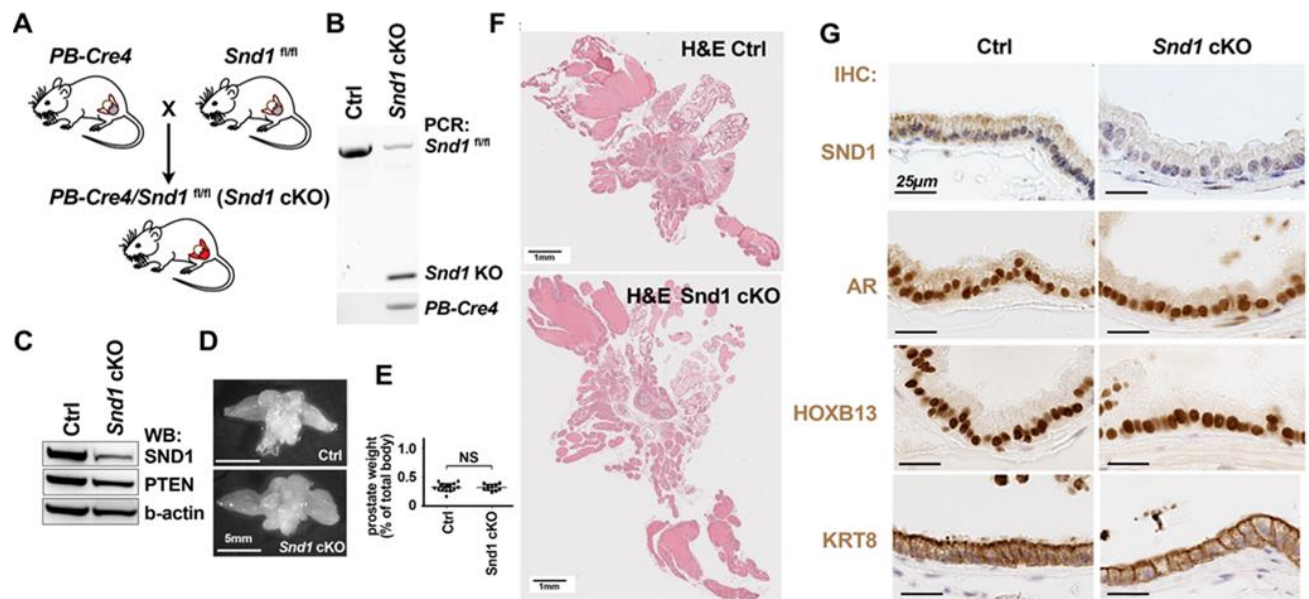 A
PB-Cre4
Snd1 fl/fl
X
PB-Cre4/Snd1 fl/fl (Snd1 cKO)
B
Ctrl
Snd1 cKO
PCR:
Snd1 fl/fl
Snd1 KO
PB-Cre4
C
Ctrl
Snd1 cKO
WB:
SND1
PTEN
b-actin
D
Ctrl
5mm
Snd1 cKO
E
prostate weight
(% of total body)
1.0
0.5
0
NS
Ctrl
Snd1 cKO
F
H&E Ctrl
1mm
H&E Snd1 cKO
1mm
G
Ctrl
Snd1 cKO
IHC:
SND1
25µm
AR
HOXB13
KRT8